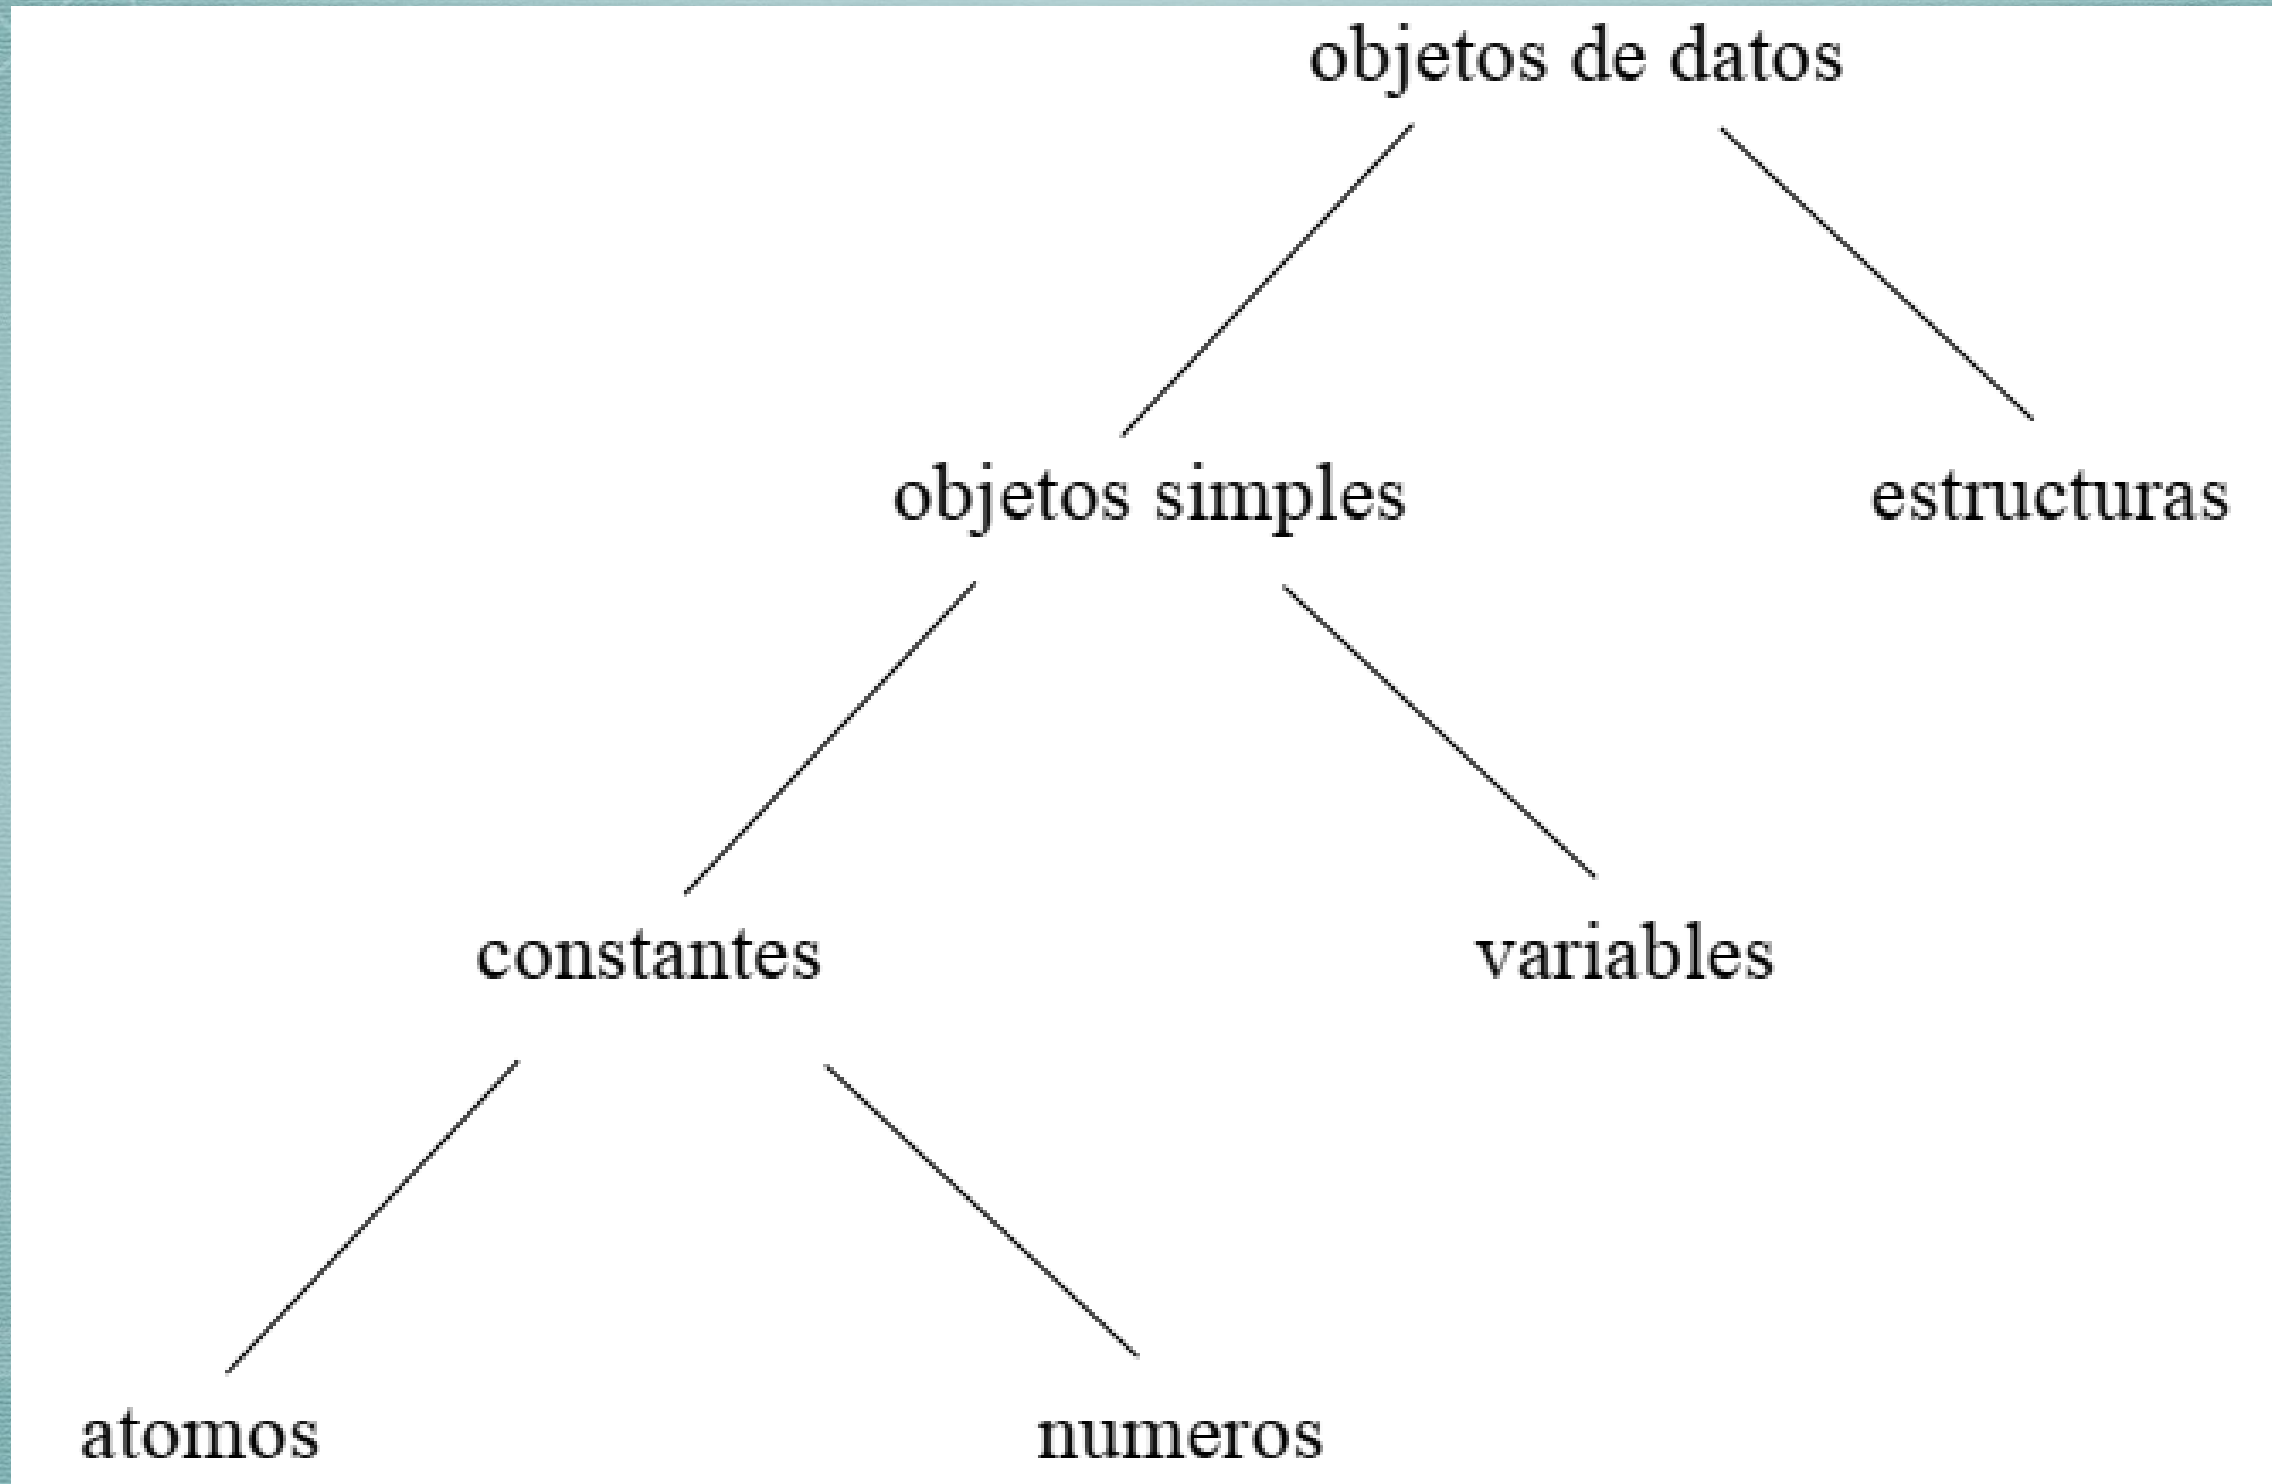 objetos de datos
objetos simples
estructuras
constantes
variables
atomos
numeros